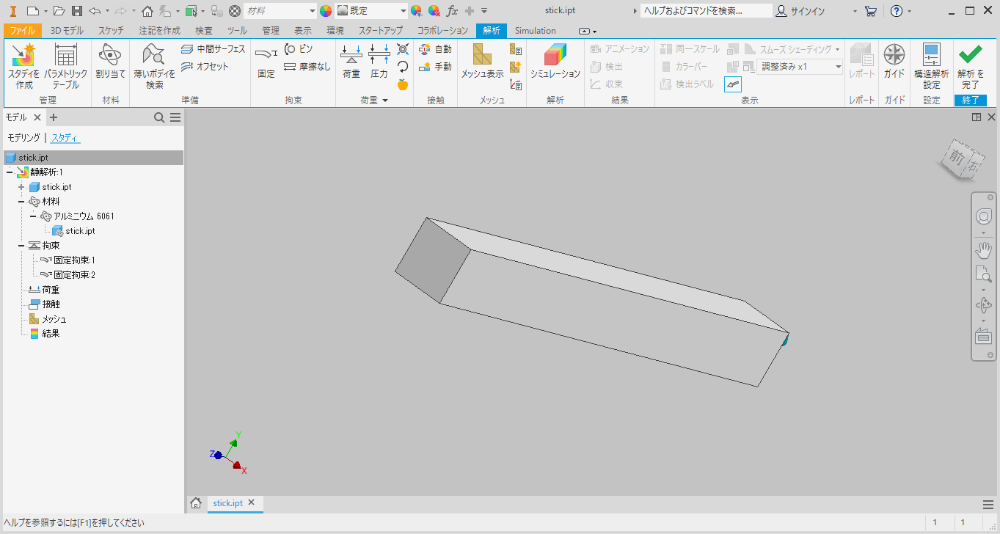 材料
既定
fx
stick.ipt
ヘルプおよびコマンドを検索...
サインイン
ファイル
3D モデル
スケッチ
注記を作成
検査
ツール
管理
表示
環境
スタートアップ
コラボレーション
解析
Simulation
スタディを
作成
パラメトリック
テーブル
管理
割り当て
材料
薄いボディを
検索
中間サーフェス
オフセット
準備
固定
ピン
摩擦なし
拘束
荷重
圧力
荷重
自動
手動
接触
メッシュ表示
メッシュ
シミュレーション
解析
アニメーション
検出
収束
結果
同一スケール
カラーバー
検出ラベル
スムーズ シェーディング
調整済み x1
表示
レポート
レポート
ガイド
ガイド
構造解析
設定
設定
解析 を
完了
終了
モデル
モデリング
スタディ
stick.ipt
静解析:1
stick.ipt
材料
アルミニウム 6061
stick.ipt
拘束
固定拘束:1
固定拘束:2
荷重
接触
メッシュ
結果
前
右
Y
Z
X
stick.ipt
ヘルプを参照するには[F1]を押してください
1
1